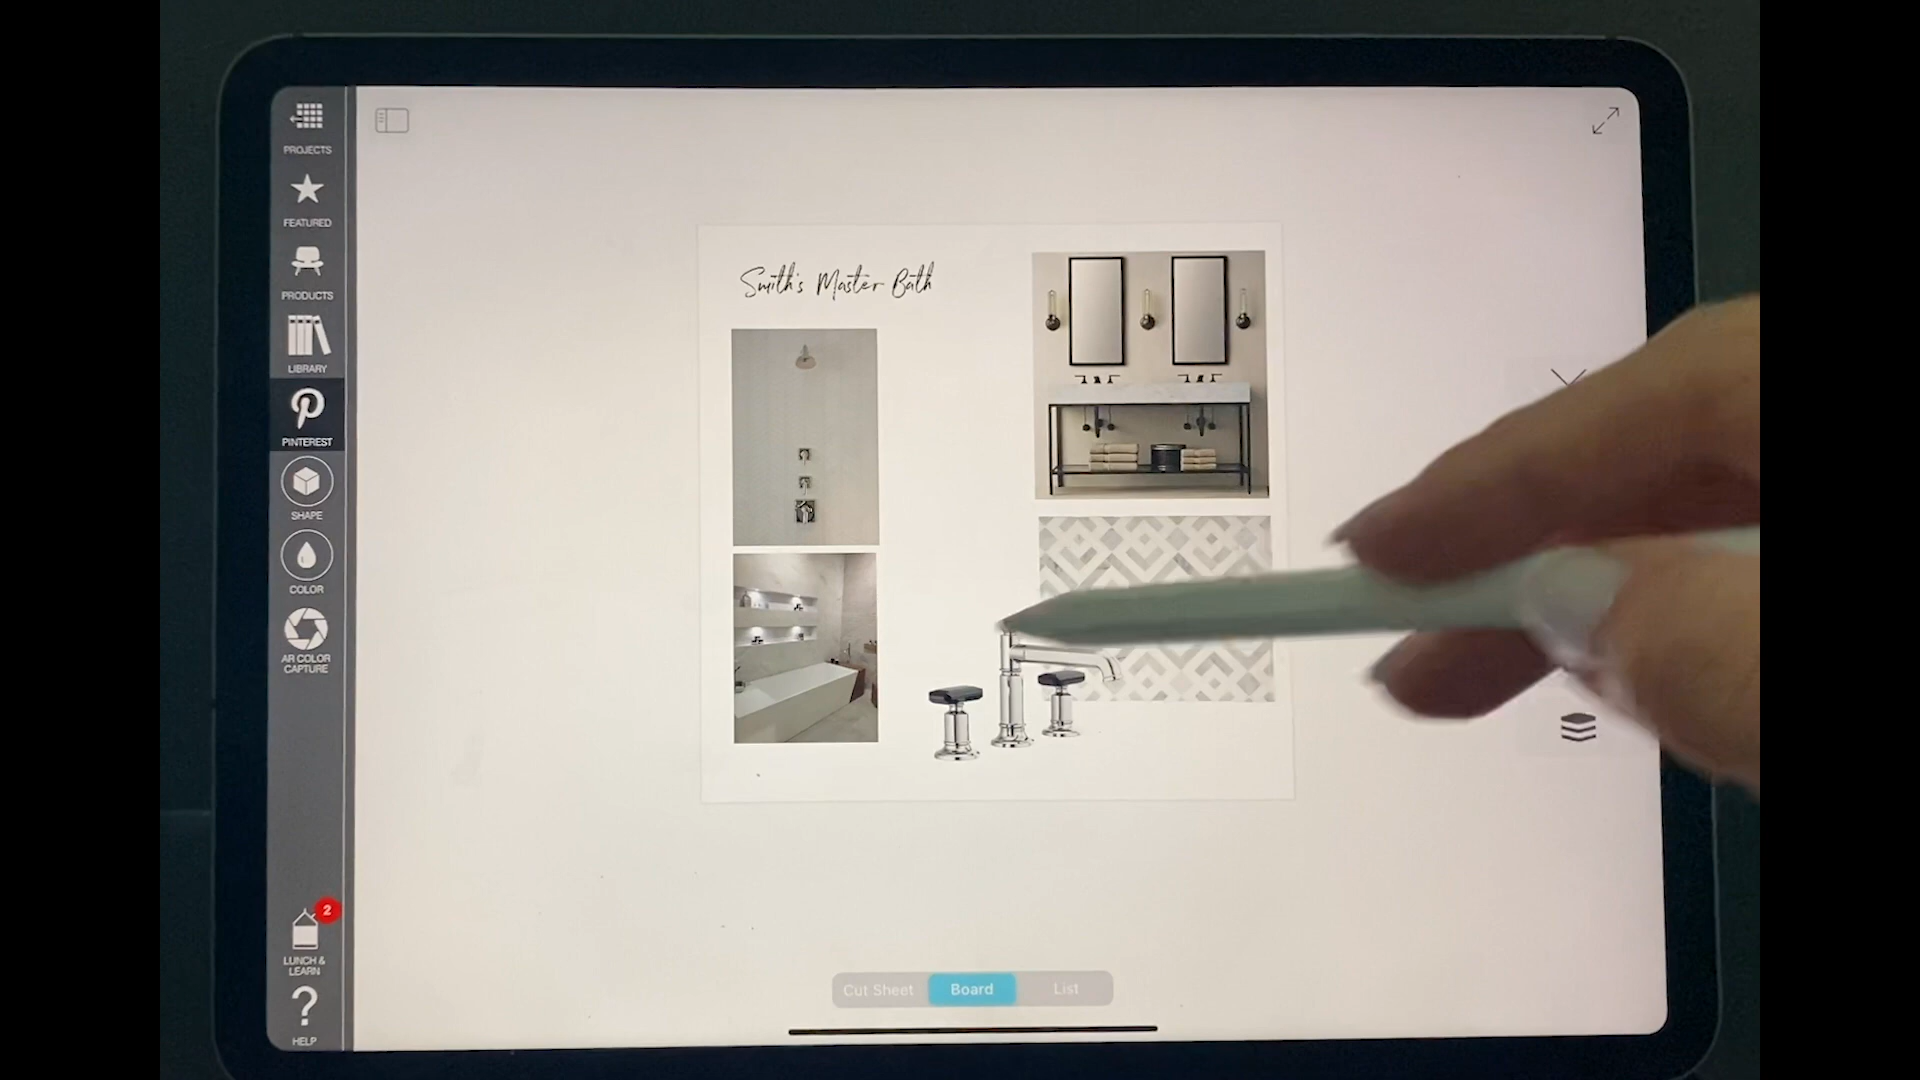 PROJECTS
FEATURED
PRODUCTS
LIBRARY
PINTEREST
SHAPE
COLOR
AR COLOR
CAPTURE
2
LUNCH &
LEARN
?
HELP
Smith's Master Bath
Cut Sheet
Board
List